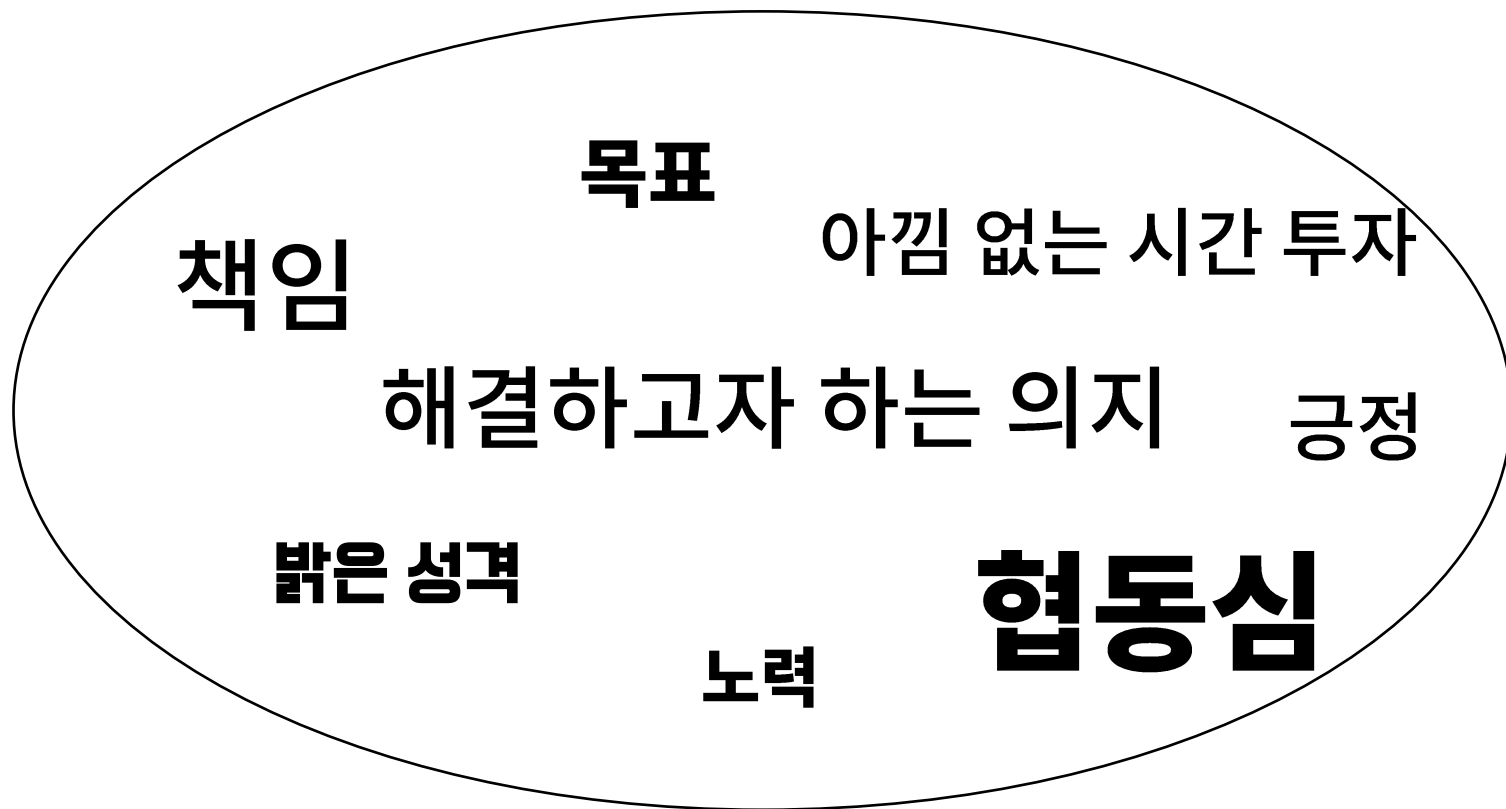 목표
아낌 없는 시간 투자
책임
해결하고자 하는 의지
긍정
밝은 성격
협동심
노력